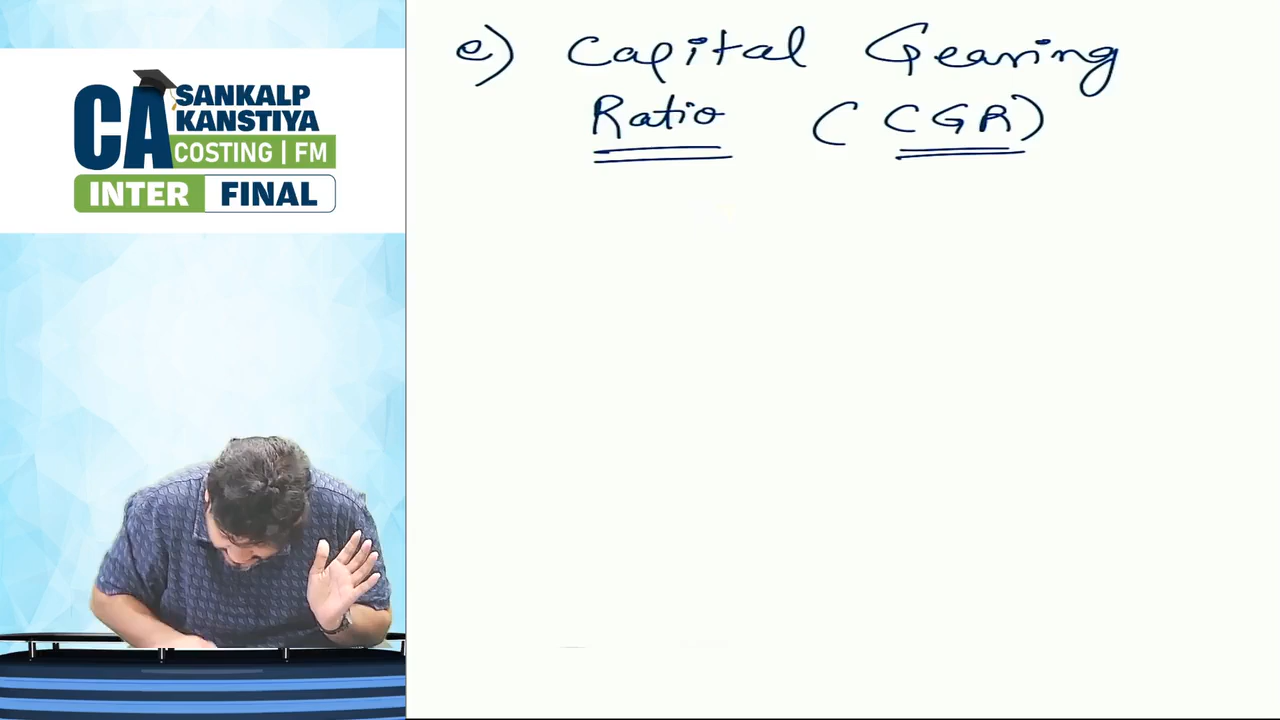 CA SANKALP
KANSTIYA
COSTING | FM
INTER FINAL
e) Capital Gearing
Ratio (CGR)